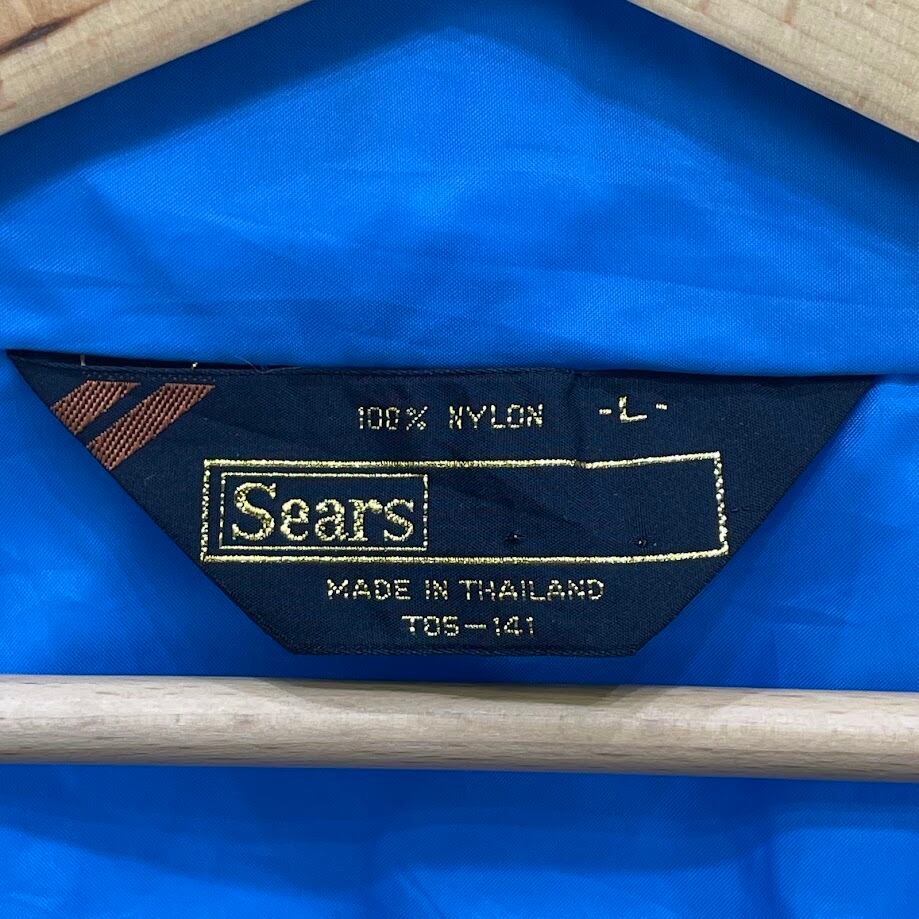 100% NYLON -L-
Sears
MADE IN THAILAND
T05-141